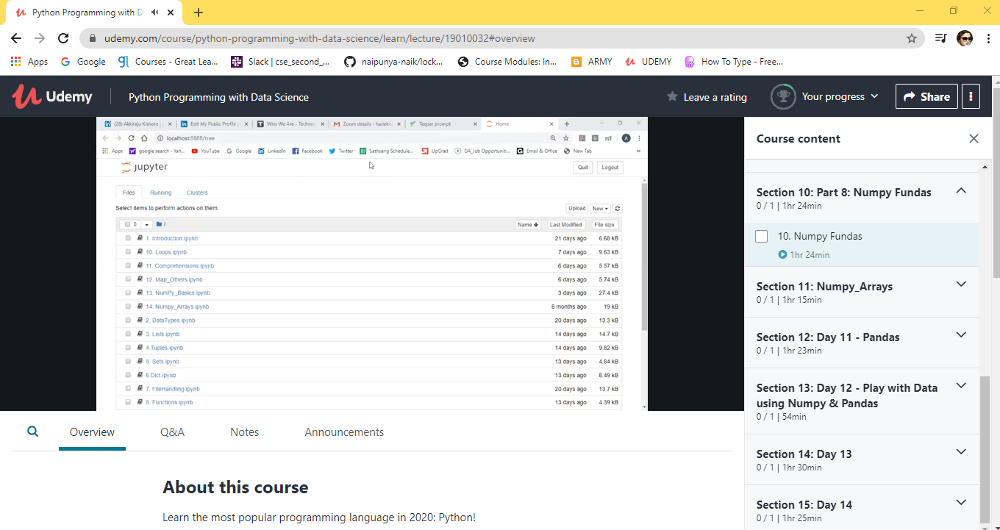 Python Programming with Da
udemy.com/course/python-programming-with-data-science/learn/lecture/19010032#overview
Apps Google Courses - Great Lea... Slack | cse_second_... naipunya-naik/lock... Course Modules: In... ARMY UDEMY How To Type - Free...
Udemy Python Programming with Data Science Leave a rating Your progress Share
(26) Akkiraju Kishore | Edit My Public Profile Who We Are - Techno Zoom details - Teqsar prompt Home
localhost:8888/tree
Apps google search - Yah... YouTube Google LinkedIn Facebook Twitter Sathsang Schedule... UpGrad DA_Job Opportuniti... Email & Office New Tab
jupyter Quit Logout
Files Running Clusters
Select items to perform actions on them. Upload New
0 / Name Last Modified File size
1. Introduction.ipynb 21 days ago 6.68 kB
10. Loops.ipynb 7 days ago 9.63 kB
11. Comprehensions.ipynb 6 days ago 5.57 kB
12. Map_Others.ipynb 6 days ago 5.74 kB
13. NumPy_Basics.ipynb 3 days ago 27.4 kB
14. Numpy_Arrays.ipynb 8 months ago 19 kB
2. DataTypes.ipynb 20 days ago 13.3 kB
3. Lists.ipynb 14 days ago 14.7 kB
4.Tuples.ipynb 14 days ago 9.82 kB
5. Sets.ipynb 13 days ago 4.84 kB
6.Dict.ipynb 13 days ago 8.49 kB
7. FileHandling.ipynb 20 days ago 13.7 kB
8. Functions.ipynb 13 days ago 4.39 kB
Course content
Section 10: Part 8: Numpy Fundas
0 / 1 | 1hr 24min
10. Numpy Fundas
1hr 24min
Section 11: Numpy_Arrays
0 / 1 | 1hr 15min
Section 12: Day 11 - Pandas
0 / 1 | 1hr 23min
Section 13: Day 12 - Play with Data
using Numpy & Pandas
0 / 1 | 54min
Section 14: Day 13
0 / 1 | 1hr 30min
Section 15: Day 14
0 / 1 | 1hr 25min
Overview Q&A Notes Announcements
About this course
Learn the most popular programming language in 2020: Python!